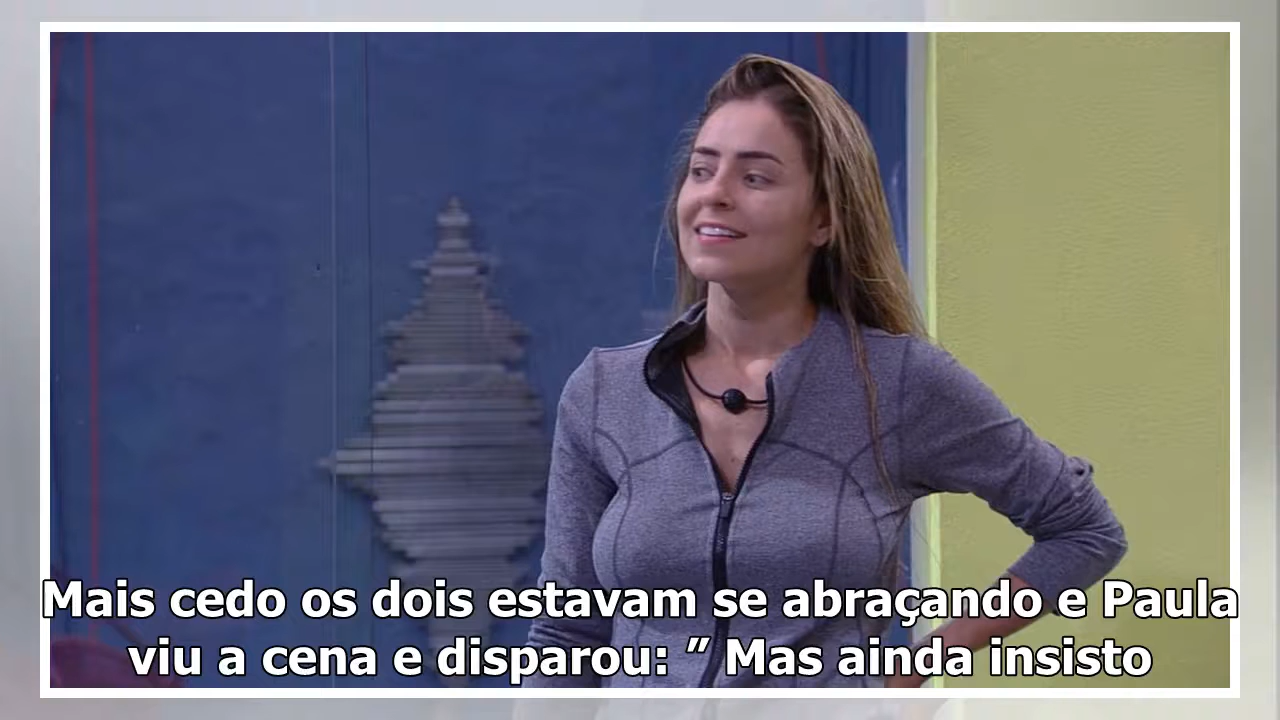 Mais cedo os dois estavam se abraçando e Paula
viu a cena e disparou: ” Mas ainda insisto